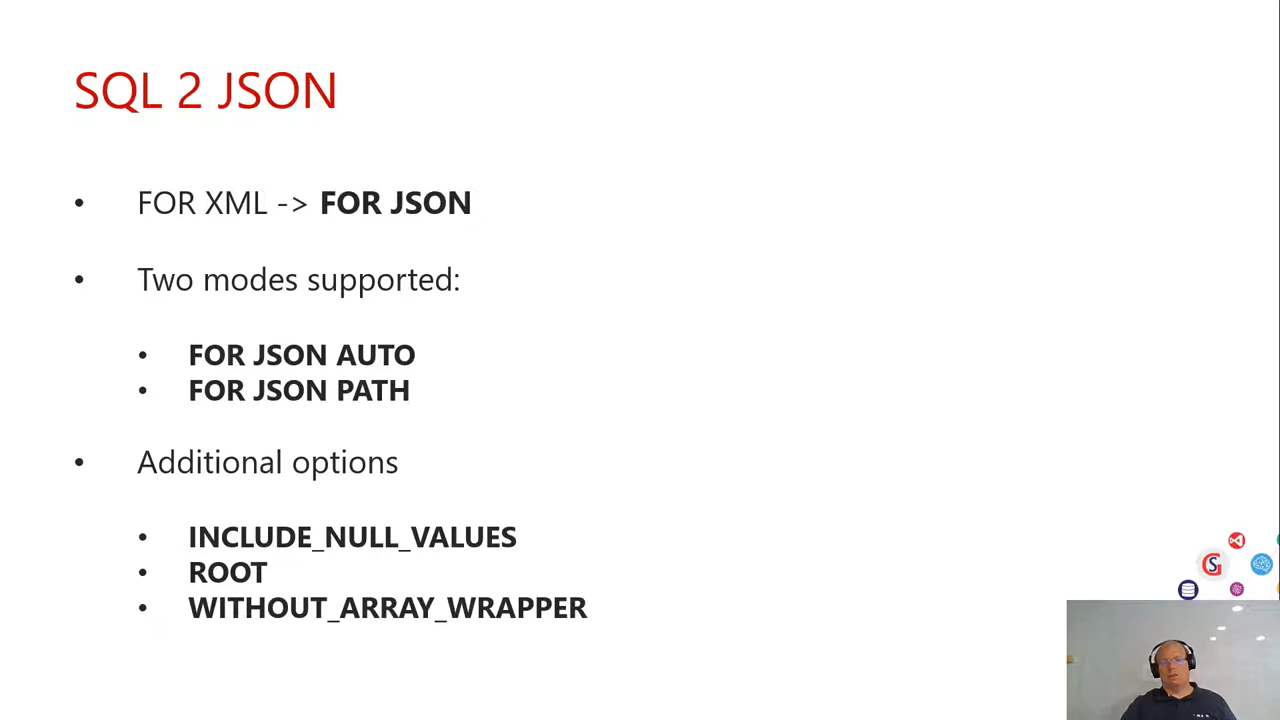 SQL 2 JSON
• FOR XML -> FOR JSON
• Two modes supported:
• FOR JSON AUTO
• FOR JSON PATH
• Additional options
• INCLUDE_NULL_VALUES
• ROOT
• WITHOUT_ARRAY_WRAPPER